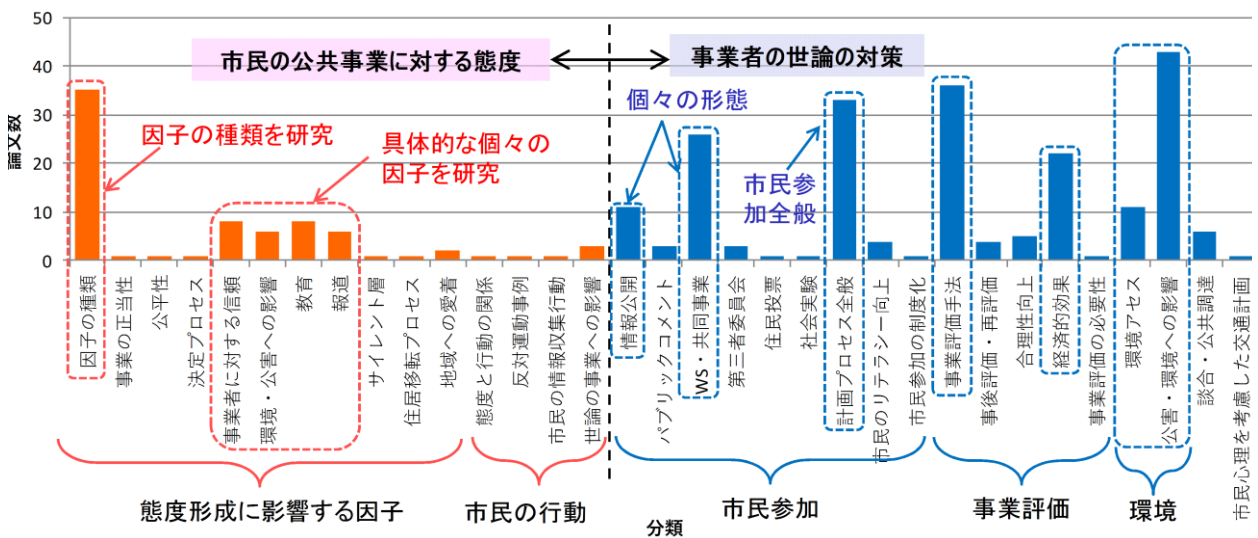 50
40
30
20
10
0
論文数
市民の公共事業に対する態度
事業者の世論の対策
因子の種類を研究
具体的な個々の
因子を研究
個々の形態
市民参
加全般
因子の種類
事業の正当性
公平性
決定プロセス
事業者に対する信頼
環境・公害への影響
教育
報道
サイレント層
住居移転プロセス
地域への愛着
態度と行動の関係
反対運動事例
市民の情報収集行動
世論の事業への影響
情報公開
パブリックコメント
WS・共同事業
第三者委員会
住民投票
社会実験
計画プロセス全般
市民のリテラシー向上
市民参加の制度化
事業評価手法
事後評価・再評価
合理性向上
経済的効果
事業評価の必要性
環境アセス
公害・環境への影響
談合・公共調達
市民心理を考慮した交通計画
態度形成に影響する因子
市民の行動
市民参加
事業評価
環境
分類